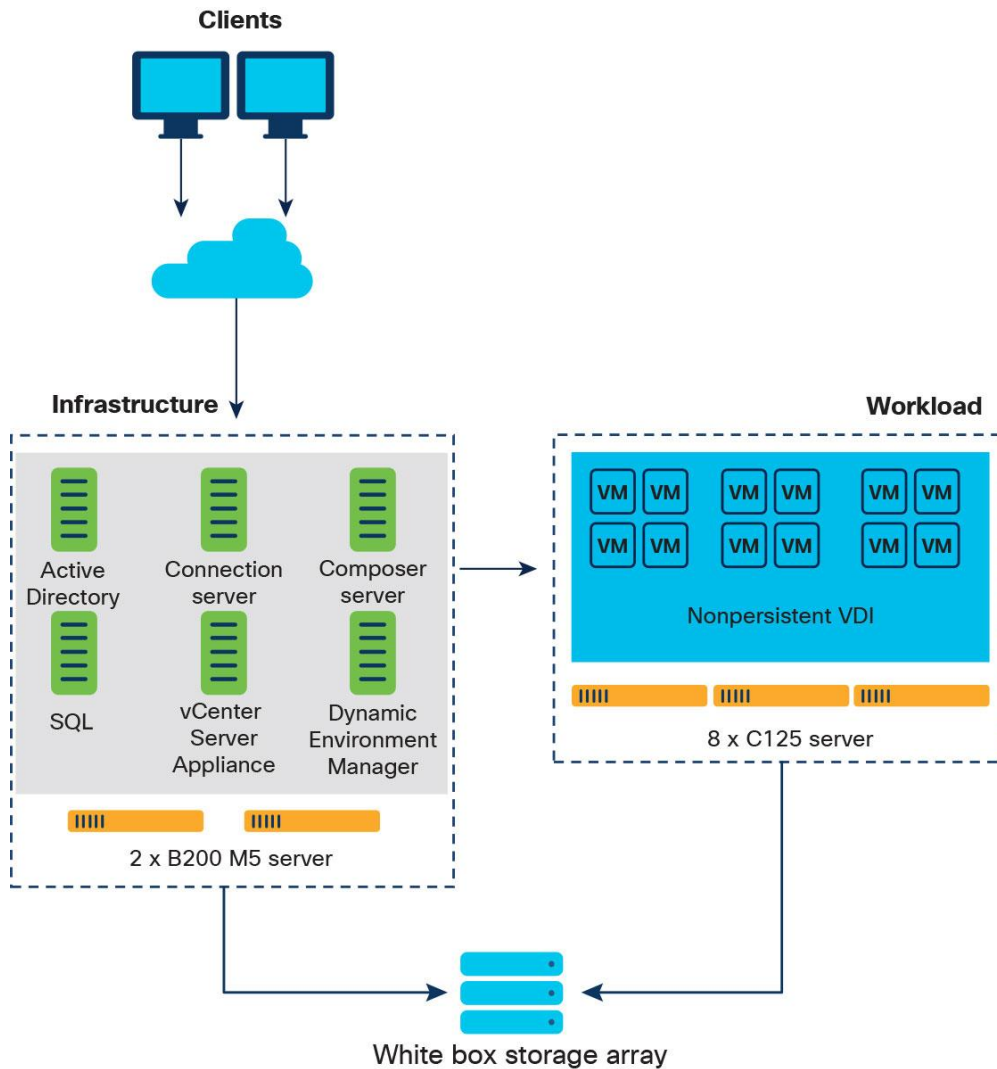 Clients
Infrastructure
Active
Directory
Connection
server
Composer
server
SQL
vCenter
Server
Appliance
Dynamic
Environment
Manager
2 x B200 M5 server
Workload
VM VM VM VM VM VM
VM VM VM VM VM VM
Nonpersistent VDI
8 x C125 server
White box storage array